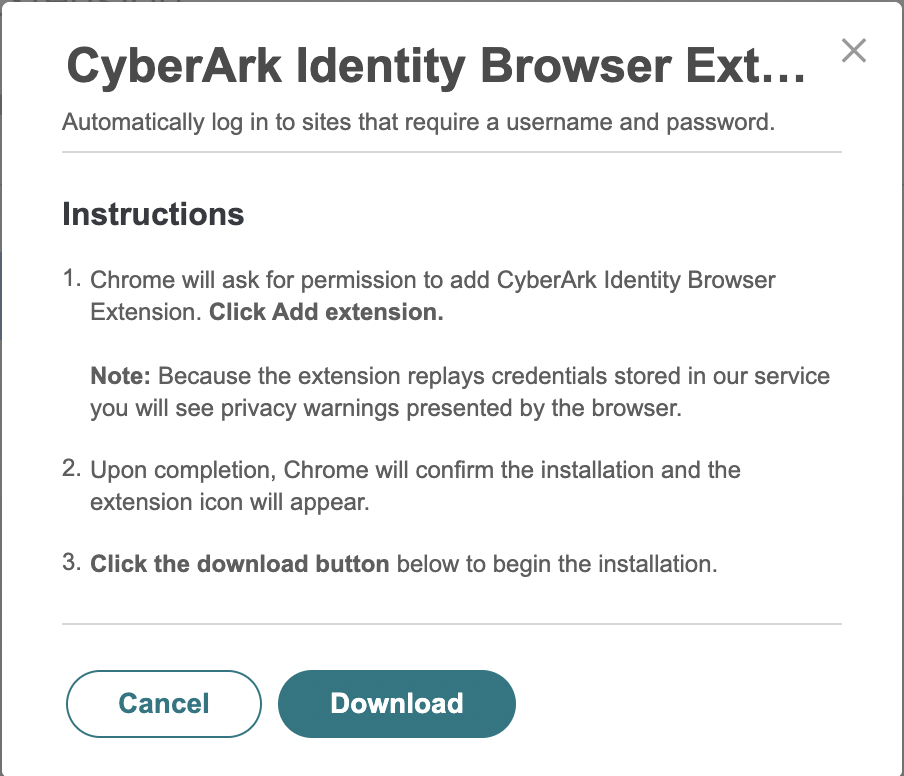 CyberArk Identity Browser Ext...
Automatically log in to sites that require a username and password.
Instructions
1. Chrome will ask for permission to add CyberArk Identity Browser
Extension. Click Add extension.
Note: Because the extension replays credentials stored in our service
you will see privacy warnings presented by the browser.
2. Upon completion, Chrome will confirm the installation and the
extension icon will appear.
3. Click the download button below to begin the installation.
Cancel
Download